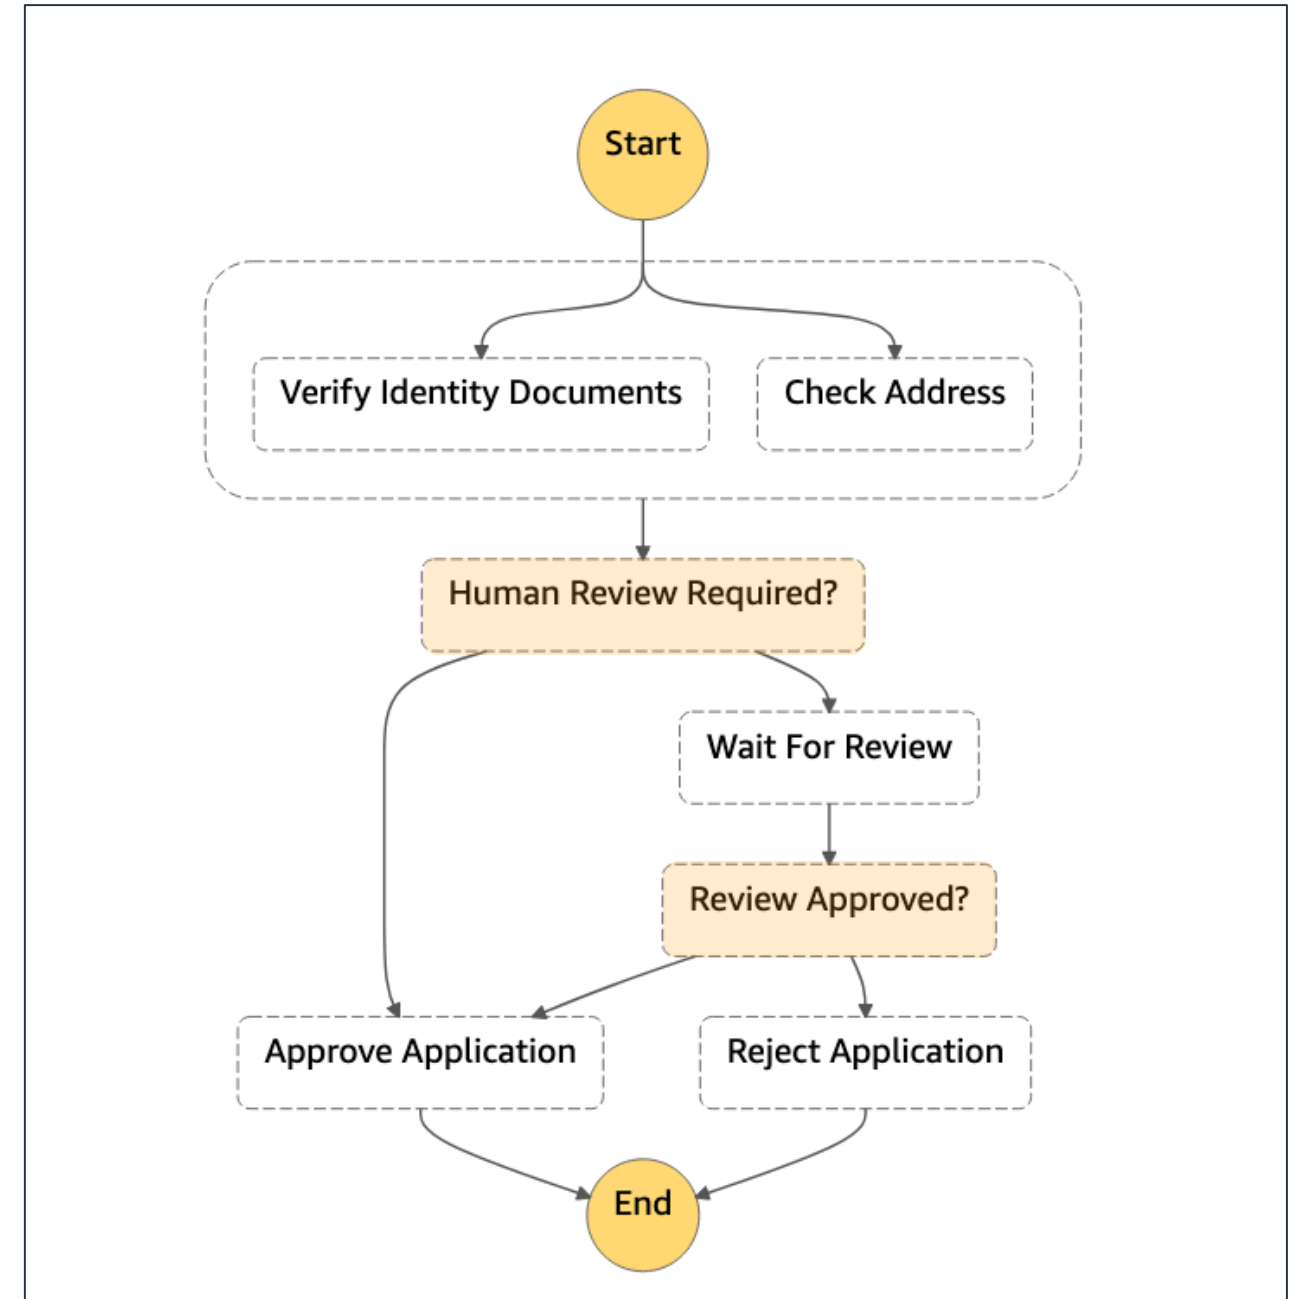 Start
Verify Identity Documents
Check Address
Human Review Required?
Wait For Review
Review Approved?
Approve Application
Reject Application
End